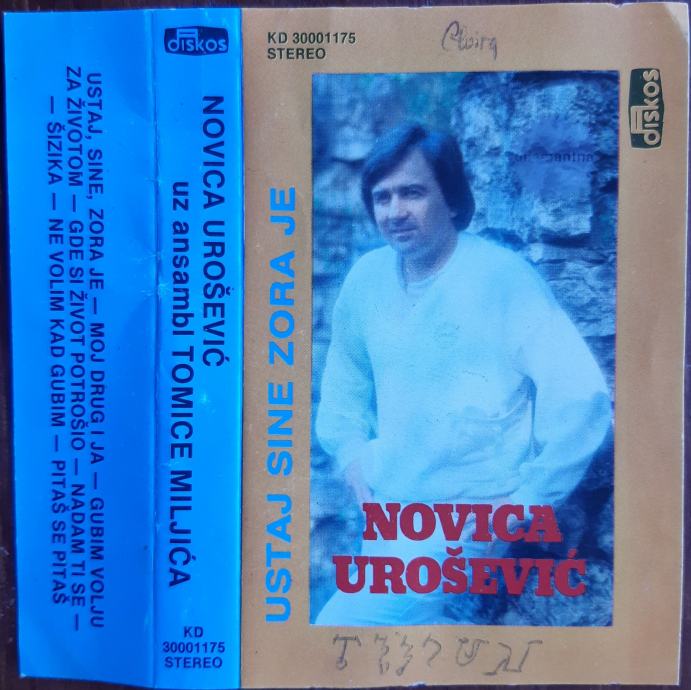 USTAJ, SINE, ZORA JE — MOJ DRUG I JA — GUBIM VOLJU
ZA ŽIVOTOM — GDE SI ŽIVOT POTROŠIO — NADAM TI SE —
— ŠIZIKA — NE VOLIM KAD GUBIM — PITAŠ SE PITAŠ
diskos
NOVICA UROŠEVIĆ
uz ansambl TOMICE MILJIĆA
KD
30001175
STEREO
KD 30001175
STEREO
diskos
USTAJ SINE ZORA JE
NOVICA
UROŠEVIĆ